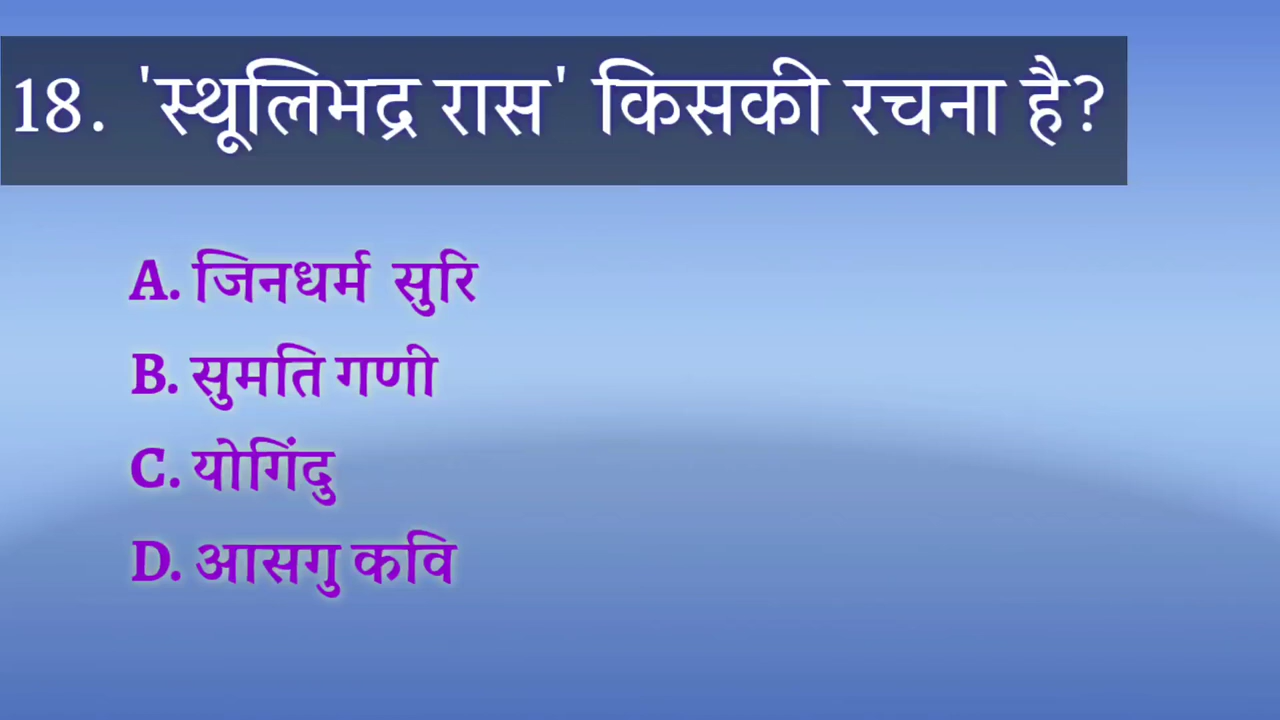 18. 'स्थूलिभद्र रास' किसकी रचना है?
A. जिनधर्म सुरि
B. सुमति गणी
C. योगिंदु
D. आसगु कवि